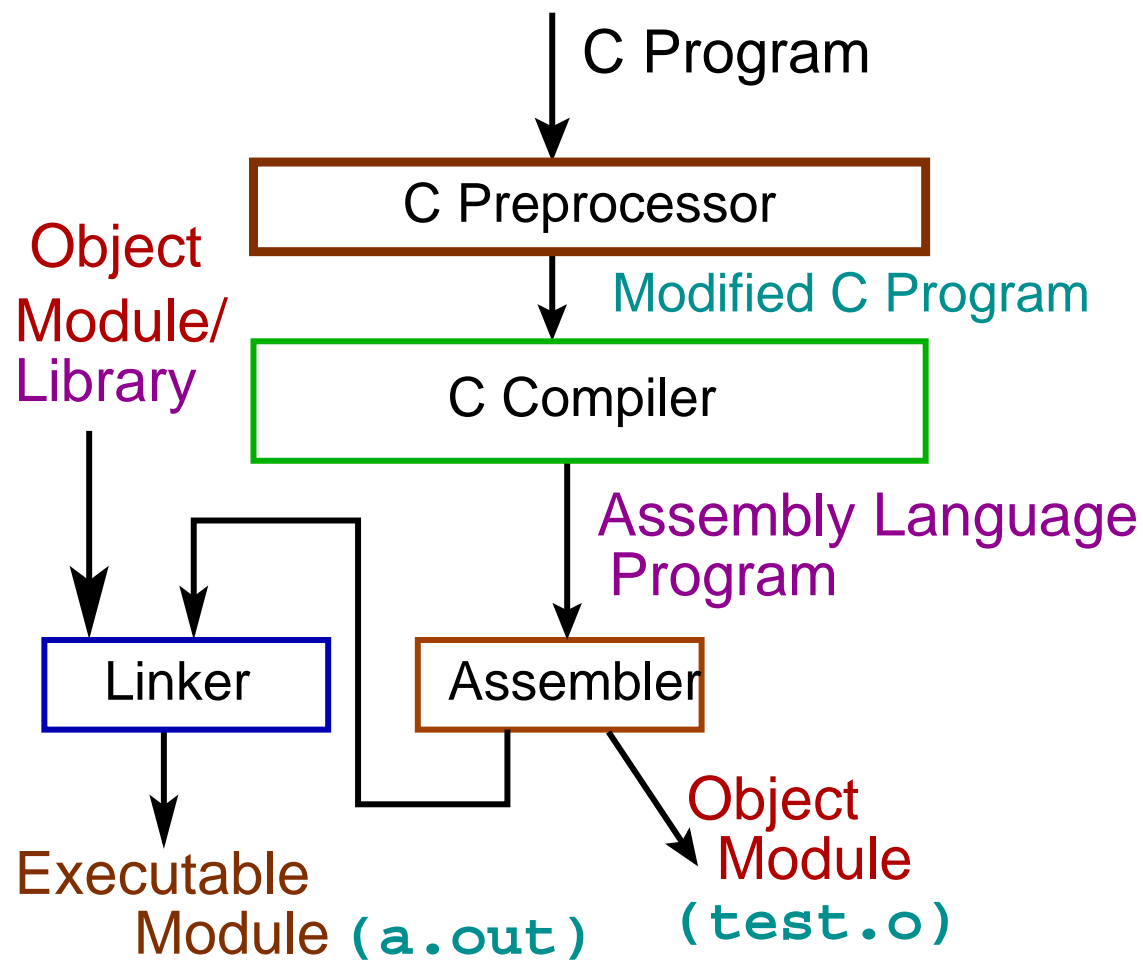 C Program
C Preprocessor
Object
Module/
Library
Modified C Program
C Compiler
Assembly Language
Program
Linker
Assembler
Object
Module
(test.o)
Executable
Module (a.out)